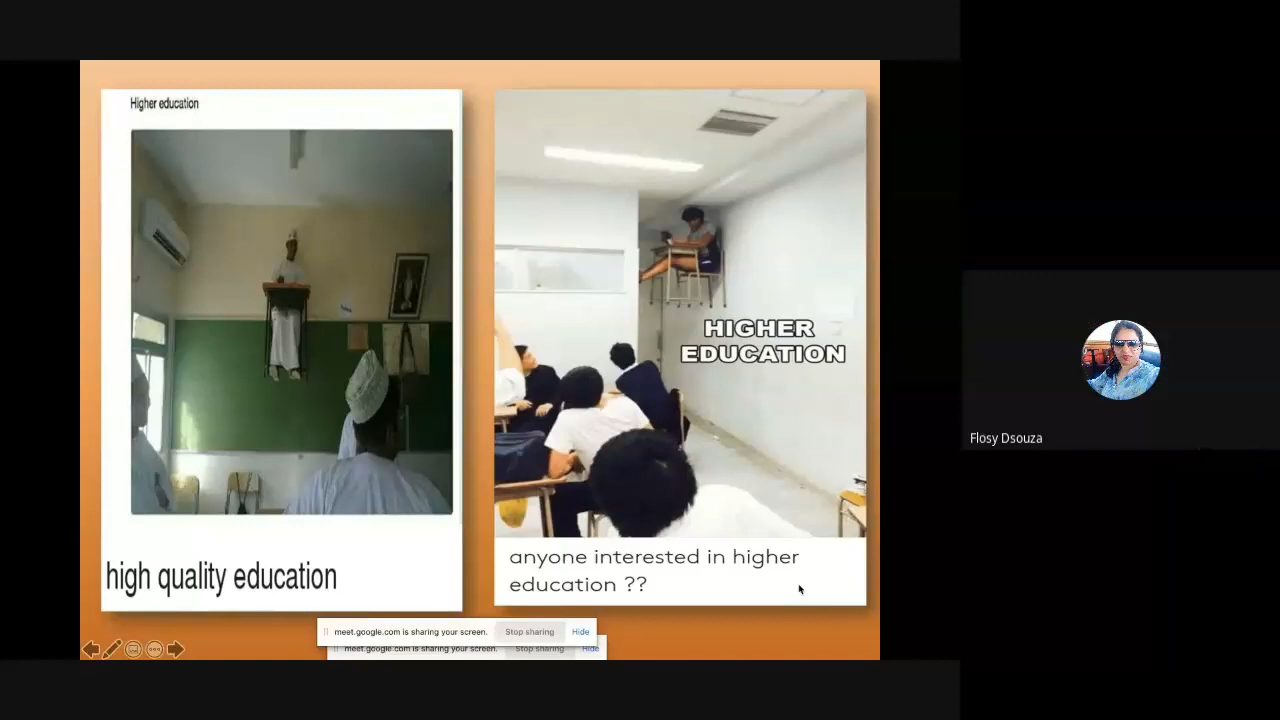 Higher education
high quality education
HIGHER
EDUCATION
anyone interested in higher
education ??
meet.google.com is sharing your screen. Stop sharing Hide
meet.google.com is sharing your screen. Stop sharing Hide
Flosy Dsouza